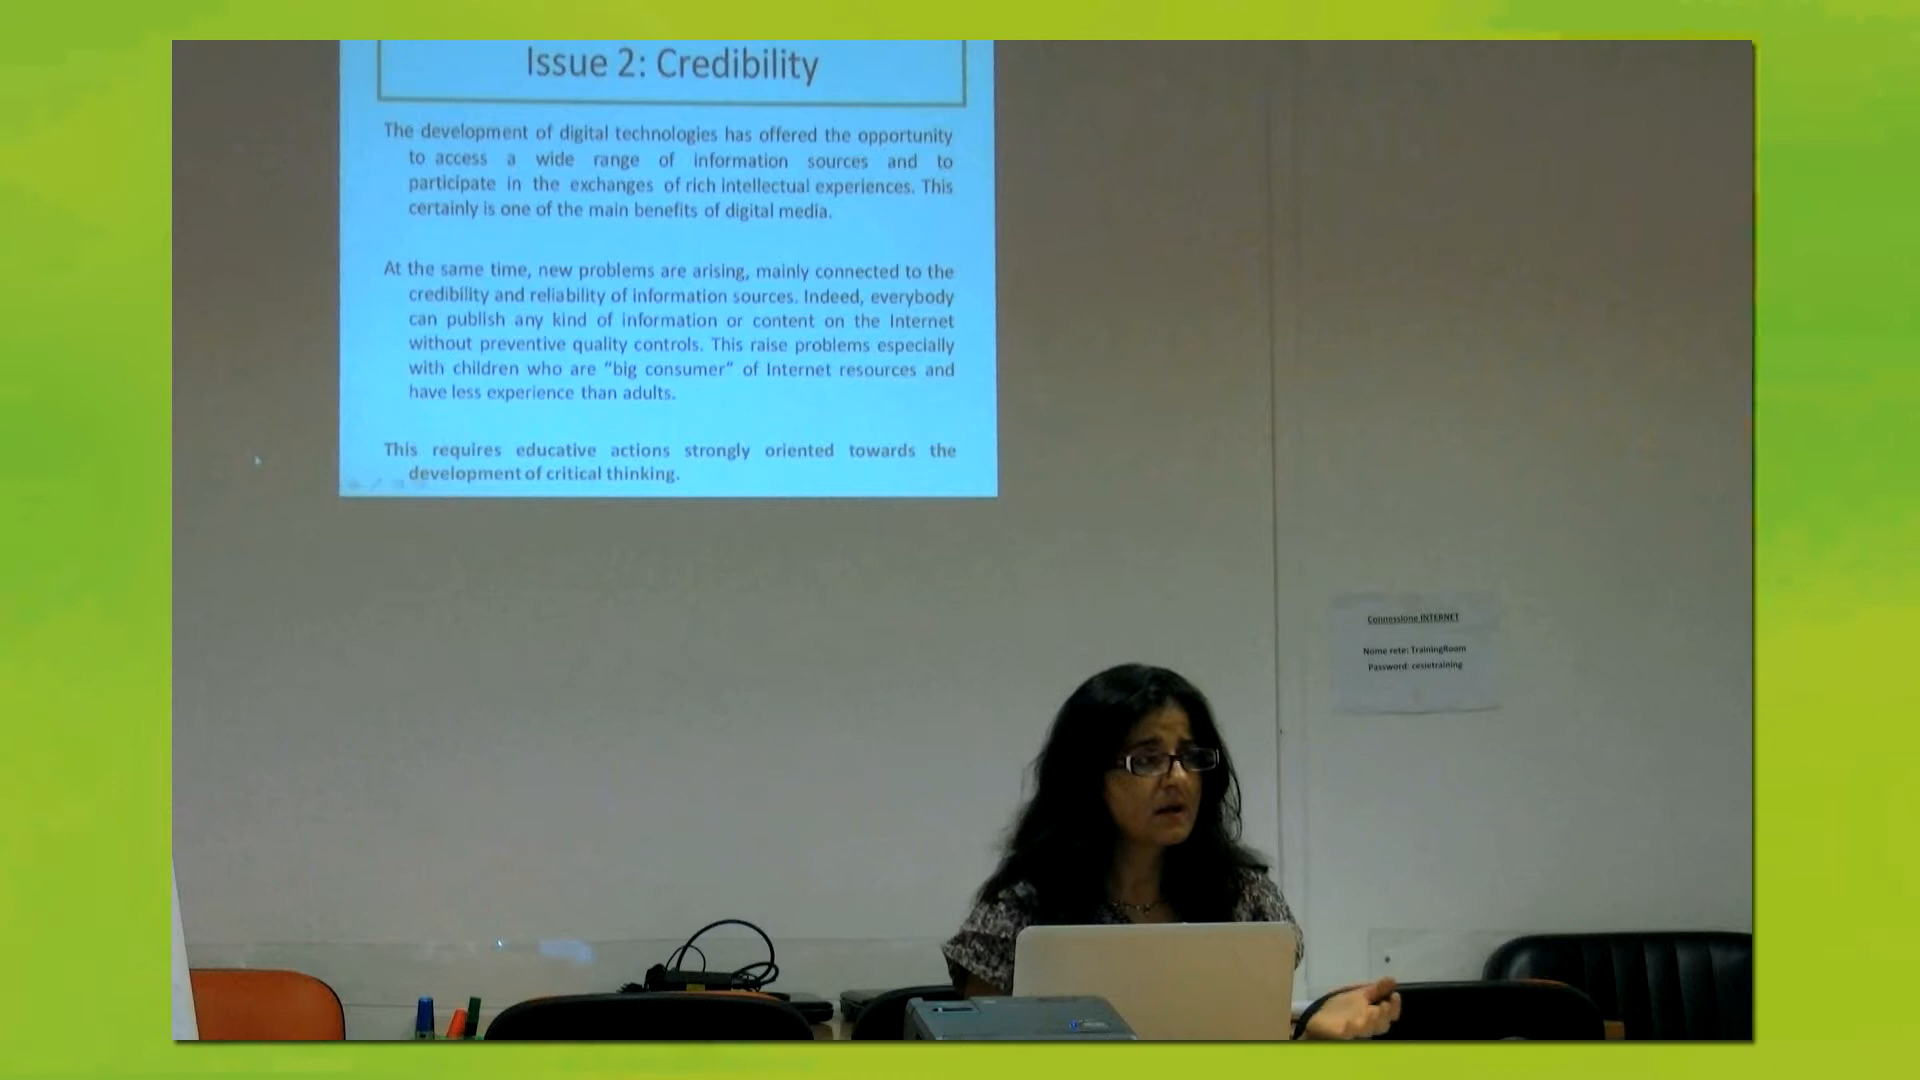 Issue 2: Credibility
The development of digital technologies has offered the opportunity
to access a wide range of information sources and to
participate in the exchanges of rich intellectual experiences. This
certainly is one of the main benefits of digital media.
At the same time, new problems are arising, mainly connected to the
credibility and reliability of information sources. Indeed, everybody
can publish any kind of information or content on the Internet
without preventive quality controls. This raise problems especially
with children who are “big consumer” of Internet resources and
have less experience than adults.
This requires educative actions strongly oriented towards the
development of critical thinking.
Connessione INTERNET
Nome rete: TrainingRoom
Password: cesietraining